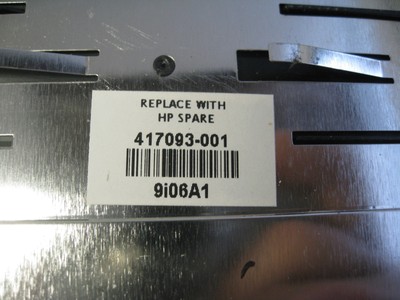 REPLACE WITH
HP SPARE
417093-001
9i06A1